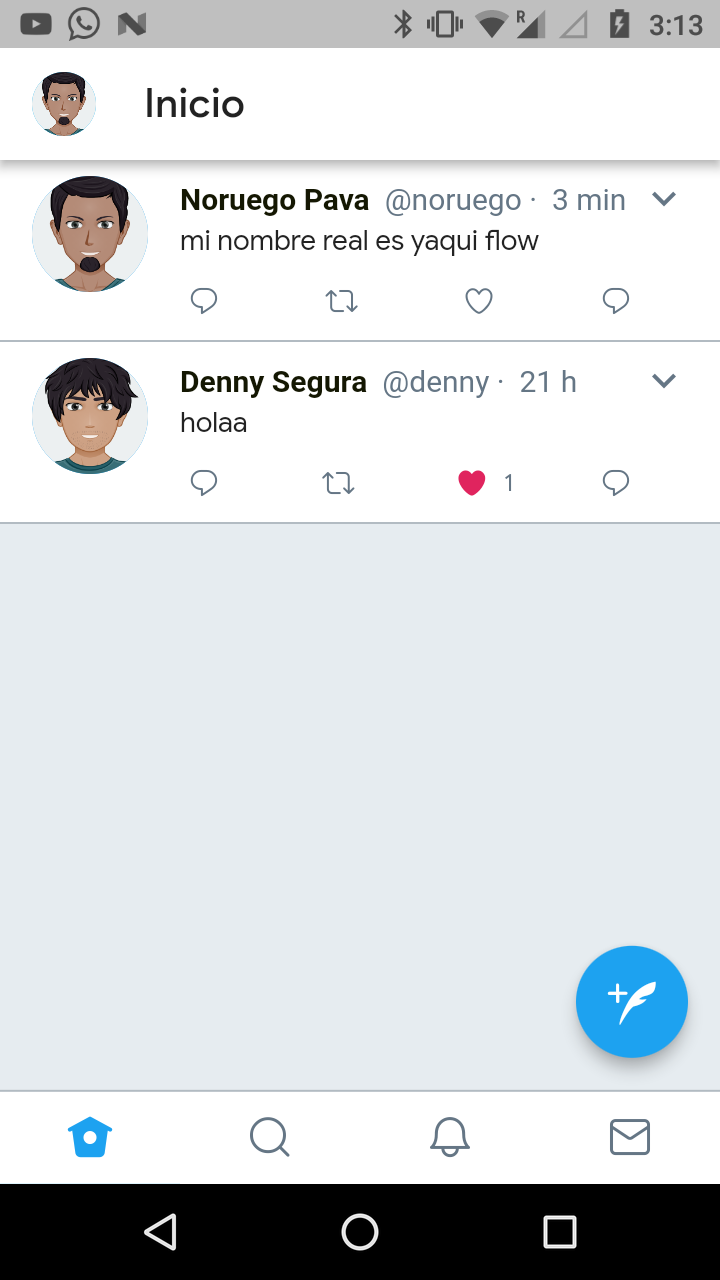 R 3:13
Inicio
Noruego Pava @noruego · 3 min
mi nombre real es yaqui flow
Denny Segura @denny · 21 h
holaa
1